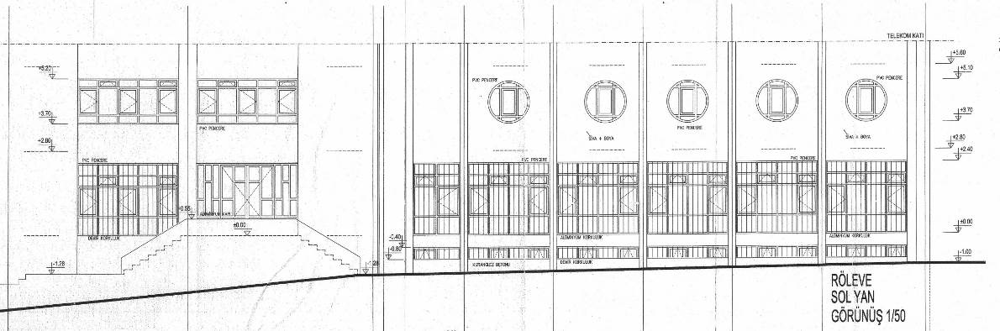 TELEKOM KATI
+5.20
+5.60
+5.10
PVC PENCERE
PVC PENCERE
+3.70
+3.70
PVC PENCERE
PVC PENCERE
SIVA + BOYA
SIVA + BOYA
+2.80
+2.80
+2.40
PVC PENCERE
PVC PENCERE
PVC PENCERE
+0.55
ALÜMİNYUM KAPI
±0.00
±0.00
DEMİR KORKULUK
-0.40
ALÜMİNYUM KORKULUK
ALÜMİNYUM KORKULUK
-0.80
-1.00
-1.28
-1.28
DEMİR KORKULUK
RÖLEVE
SOL YAN
GÖRÜNÜŞ 1/50